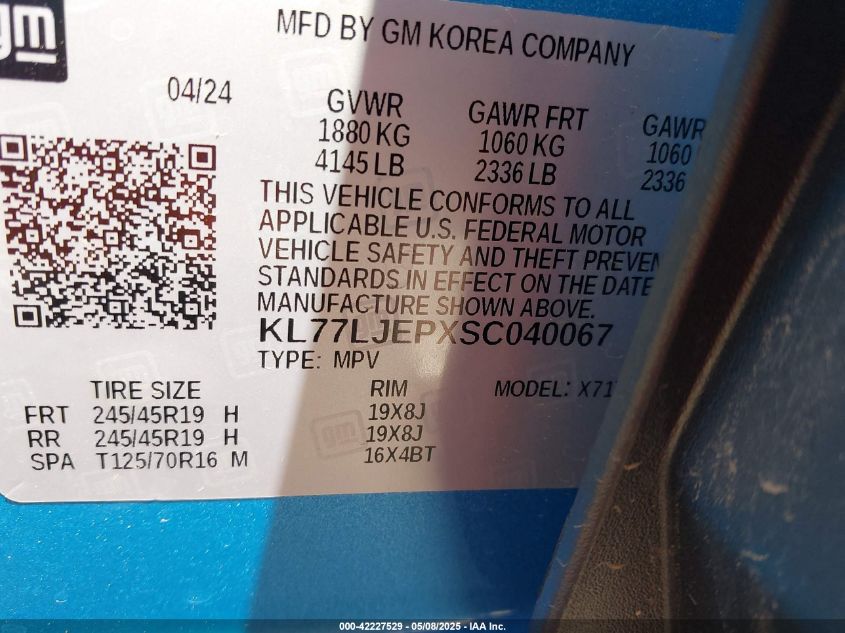 gm
MFD BY GM KOREA COMPANY
04/24
GVWR GAWR FRT GAWR
1880 KG 1060 KG 1060
4145 LB 2336 LB 2336
THIS VEHICLE CONFORMS TO ALL
APPLICABLE U.S. FEDERAL MOTOR
VEHICLE SAFETY AND THEFT PREVEN
STANDARDS IN EFFECT ON THE DATE
MANUFACTURE SHOWN ABOVE.
KL77LJEPXSC040067
TYPE: MPV
TIRE SIZE RIM MODEL: X71
FRT 245/45R19 H 19X8J
RR 245/45R19 H 19X8J
SPA T125/70R16 M 16X4BT
000-42227529 - 05/08/2025 - IAA Inc.